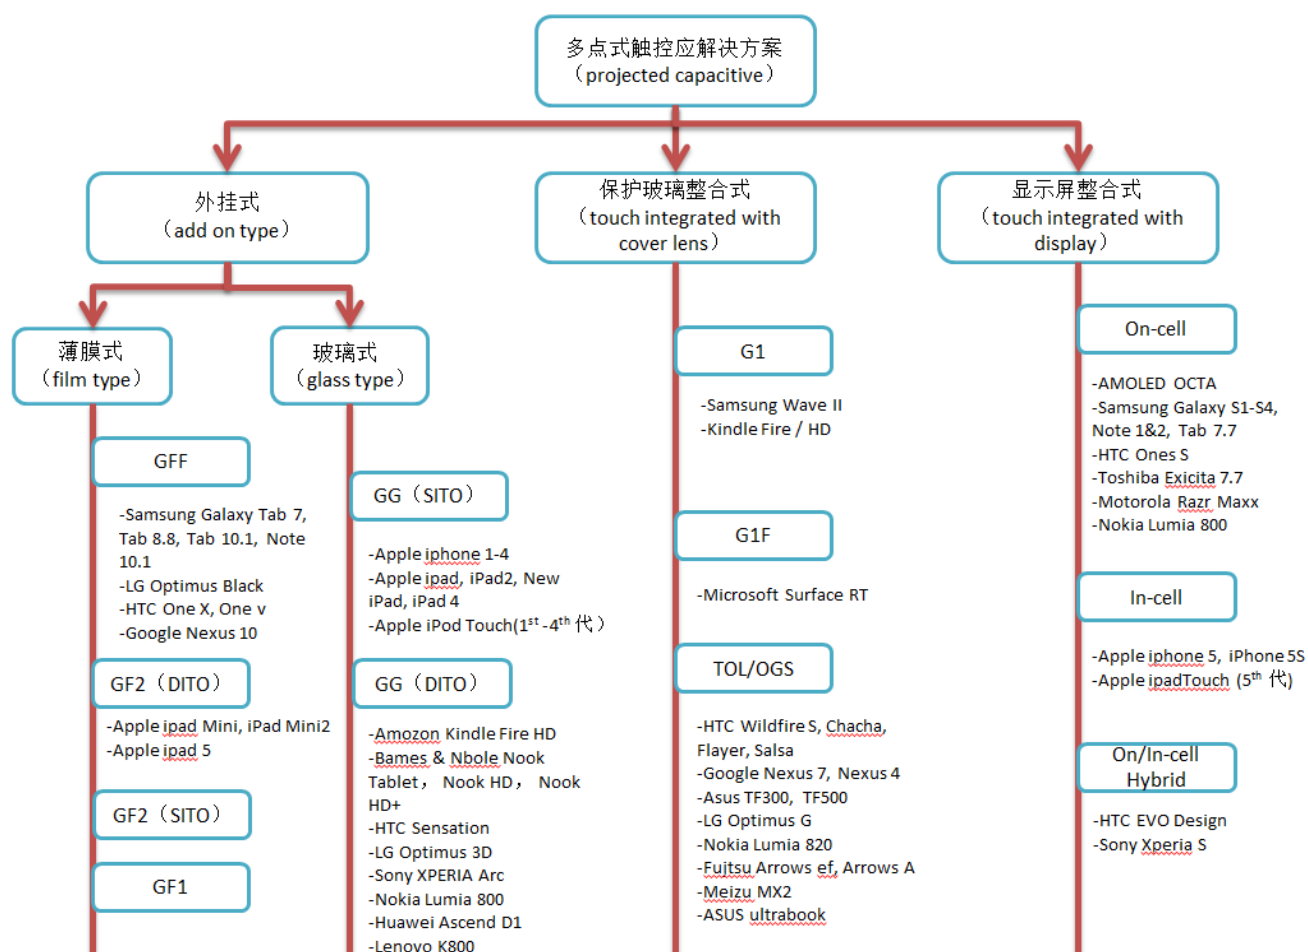 多点式触控应解决方案
（projected capacitive）
外挂式
（add on type）
保护玻璃整合式
（touch integrated with
cover lens）
显示屏整合式
（touch integrated with
display）
薄膜式
（film type）
GFF
-Samsung Galaxy Tab 7,
Tab 8.8, Tab 10.1, Note
10.1
-LG Optimus Black
-HTC One X, One v
-Google Nexus 10
GF2（DITO）
-Apple ipad Mini, iPad Mini2
-Apple ipad 5
GF2（SITO）
GF1
玻璃式
（glass type）
GG（SITO）
-Apple iphone 1-4
-Apple ipad, iPad2, New
iPad, iPad 4
-Apple iPod Touch(1st -4th 代）
GG（DITO）
-Amozon Kindle Fire HD
-Bames & Nbole Nook
Tablet， Nook HD， Nook
HD+
-HTC Sensation
-LG Optimus 3D
-Sony XPERIA Arc
-Nokia Lumia 800
-Huawei Ascend D1
-Lenovo K800
G1
-Samsung Wave II
-Kindle Fire / HD
G1F
-Microsoft Surface RT
TOL/OGS
-HTC Wildfire S, Chacha,
Flayer, Salsa
-Google Nexus 7, Nexus 4
-Asus TF300, TF500
-LG Optimus G
-Nokia Lumia 820
-Fujtsu Arrows ef, Arrows A
-Meizu MX2
-ASUS ultrabook
On-cell
-AMOLED OCTA
-Samsung Galaxy S1-S4,
Note 1&2, Tab 7.7
-HTC Ones S
-Toshiba Exicita 7.7
-Motorola Razr Maxx
-Nokia Lumia 800
In-cell
-Apple iphone 5, iPhone 5S
-Apple ipadTouch (5th 代)
On/In-cell
Hybrid
-HTC EVO Design
-Sony Xperia S